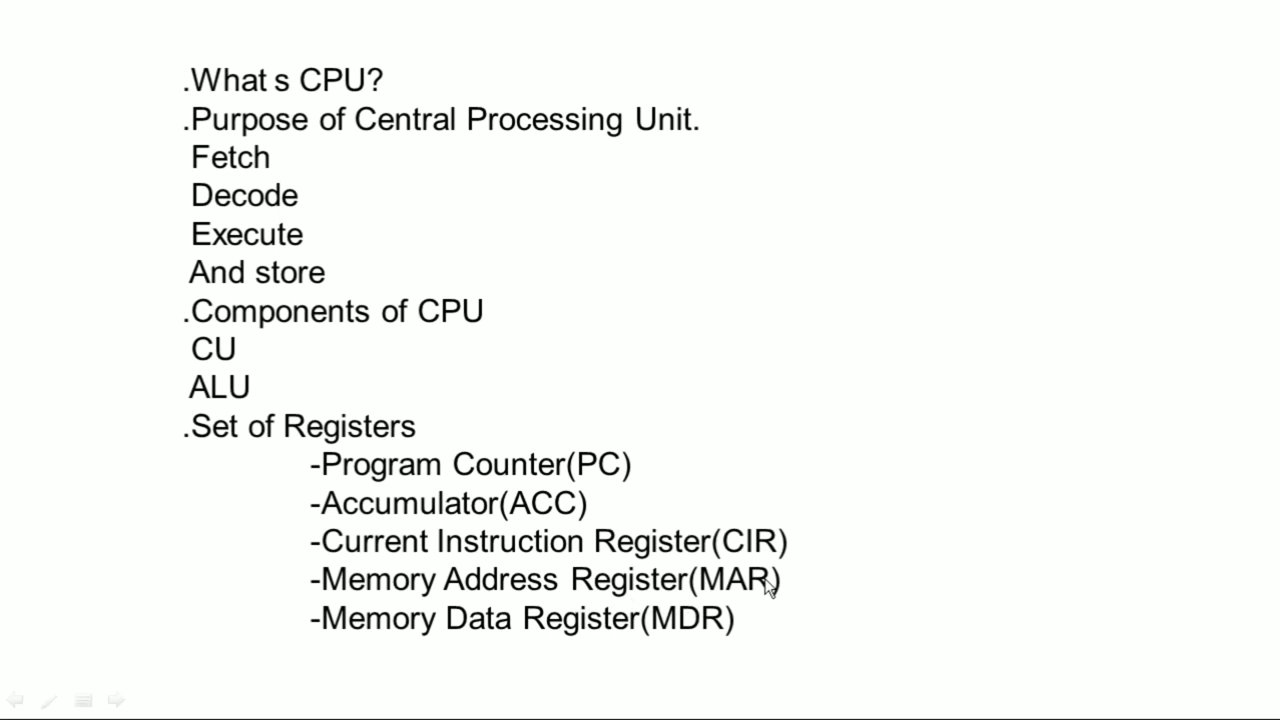 .What s CPU?
.Purpose of Central Processing Unit.
Fetch
Decode
Execute
And store
.Components of CPU
CU
ALU
.Set of Registers
-Program Counter(PC)
-Accumulator(ACC)
-Current Instruction Register(CIR)
-Memory Address Register(MAR)
-Memory Data Register(MDR)